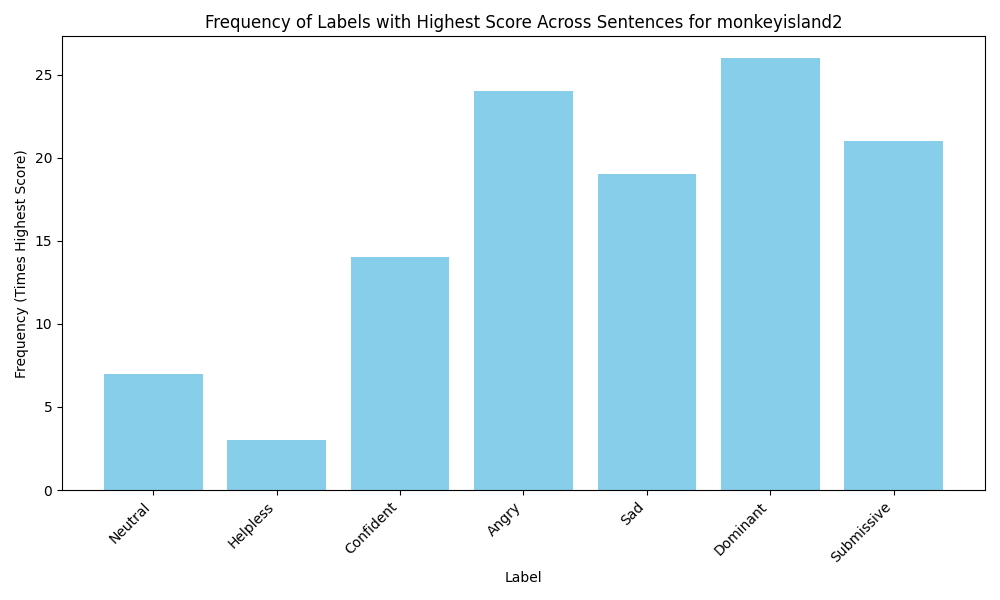 Frequency of Labels with Highest Score Across Sentences for monkeyisland2
Frequency (Times Highest Score)
25
20
15
10
5
0
Neutral
Helpless
Confident
Angry
Sad
Dominant
Submissive
Label